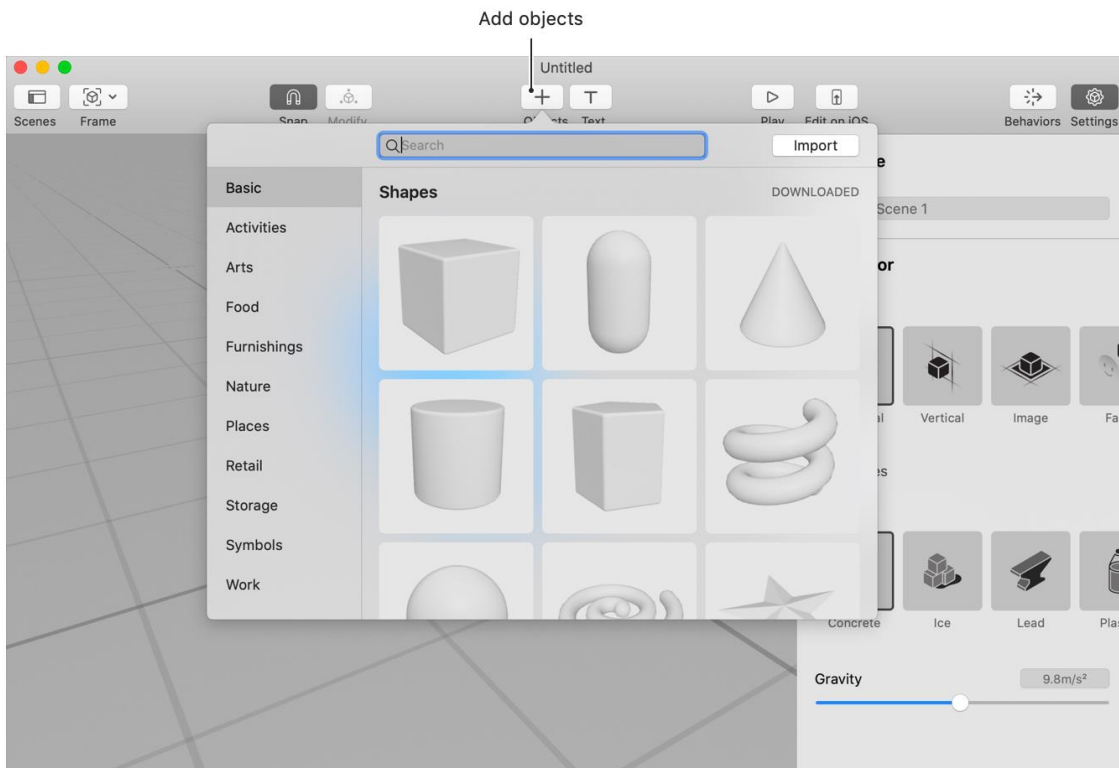 Add objects
Untitled
Scenes Frame Snap Modify Objects Text Play Edit on iOS Behaviors Settings
Search Import
Basic
Activities
Arts
Food
Furnishings
Nature
Places
Retail
Storage
Symbols
Work
Shapes DOWNLOADED
Scene 1
Vertical Image
Concrete Ice Lead
Gravity 9.8m/s²